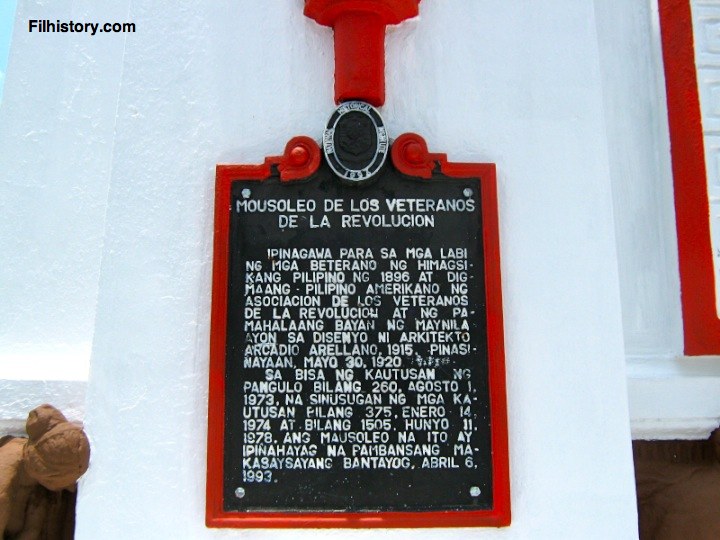 Filhistory.com
HISTORICAL
1993
MOUSOLEO DE LOS VETERANOS
DE LA REVOLUCION
IPINAGAWA PARA SA MGA LABI
NG MGA BETERANO NG HIMAGSI-
KANG PILIPINO NG 1896 AT DIG-
MAANG - PILIPINO AMERIKANO NG
ASOCIACION DE LOS VETERANOS
DE LA REVOLUCION AT NG PA-
MAHALAANG BAYAN NG MAYNILA
AYON SA DISENYO NI ARKITEKTO
ARCADIO ARELLANO, 1915. PINASI-
NAYAAN, MAYO 30, 1920
SA BISA NG KAUTUSAN NG
PANGULO BILANG 260, AGOSTO 1,
1973, NA SINUSUGAN NG MGA KA-
UTUSAN BILANG 375, ENERO 14,
1974 AT BILANG 1505, HUNYO 11,
1978, ANG MAUSOLEO NA ITO AY
IPINAHAYAG NA PAMBANSANG MA-
KASAYSAYANG BANTAYOG, ABRIL 6,
1993.